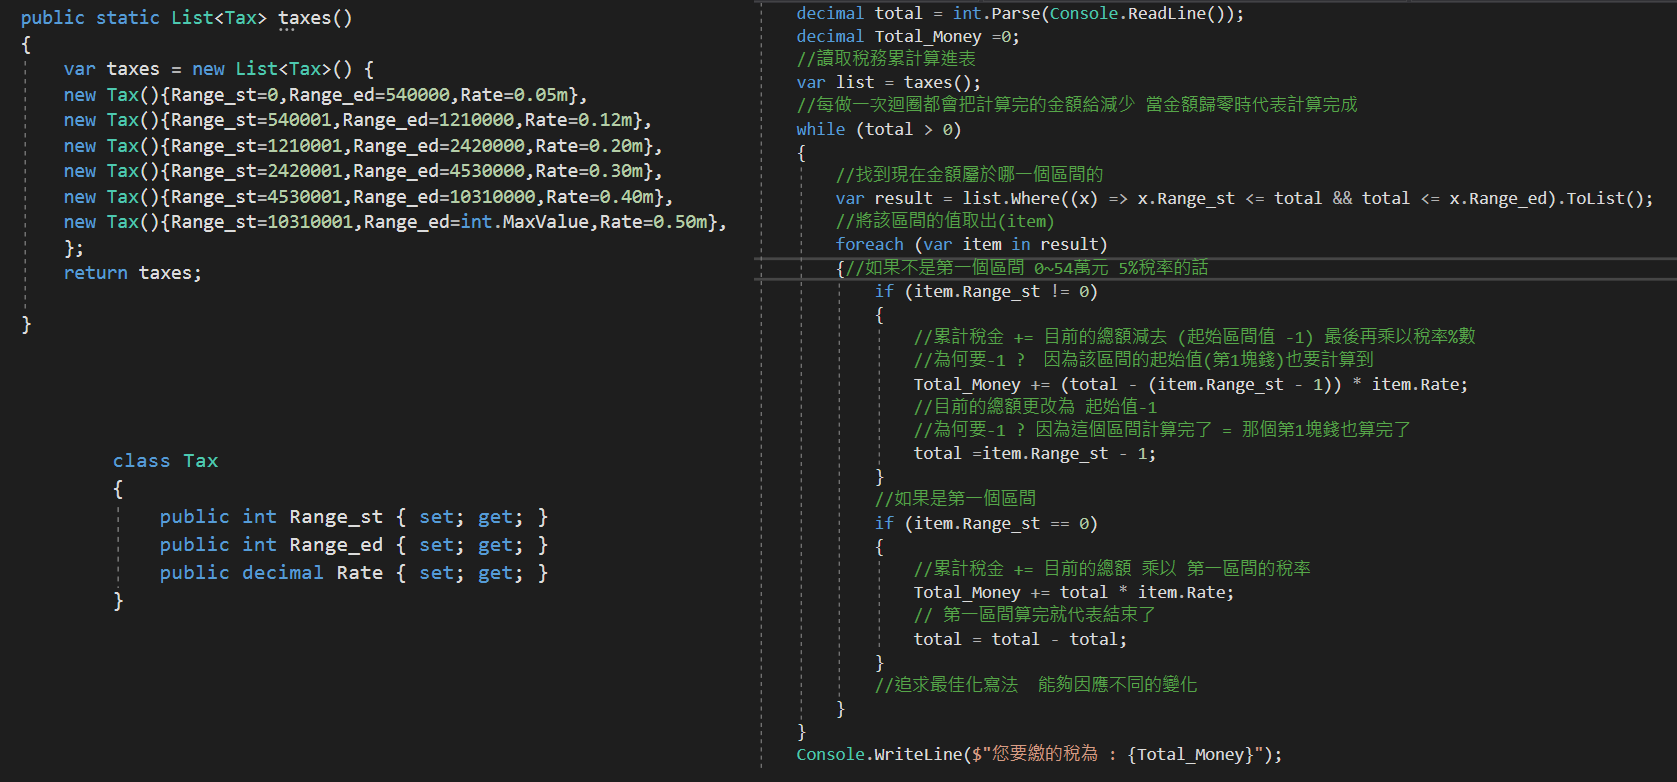 public static List<Tax> taxes()
{
var taxes = new List<Tax>() {
new Tax(){Range_st=0,Range_ed=540000,Rate=0.05m},
new Tax(){Range_st=540001,Range_ed=1210000,Rate=0.12m},
new Tax(){Range_st=1210001,Range_ed=2420000,Rate=0.20m},
new Tax(){Range_st=2420001,Range_ed=4530000,Rate=0.30m},
new Tax(){Range_st=4530001,Range_ed=10310000,Rate=0.40m},
new Tax(){Range_st=10310001,Range_ed=int.MaxValue,Rate=0.50m},
};
return taxes;
}
class Tax
{
public int Range_st { set; get; }
public int Range_ed { set; get; }
public decimal Rate { set; get; }
}
decimal total = int.Parse(Console.ReadLine());
decimal Total_Money =0;
//讀取稅務累計算進表
var list = taxes();
//每做一次迴圈都會把計算完的金額給減少 當金額歸零時代表計算完成
while (total > 0)
{
//找到現在金額屬於哪一個區間的
var result = list.Where((x) => x.Range_st <= total && total <= x.Range_ed).ToList();
//將該區間的值取出(item)
foreach (var item in result)
{//如果不是第一個區間 0~54萬元 5%稅率的話
if (item.Range_st != 0)
{
//累計稅金 += 目前的總額減去 (起始區間值 -1) 最後再乘以稅率%數
//為何要-1 ? 因為該區間的起始值(第1塊錢)也要計算到
Total_Money += (total - (item.Range_st - 1)) * item.Rate;
//目前的總額更改為 起始值-1
//為何要-1 ? 因為這個區間計算完了 = 那個第1塊錢也算完了
total =item.Range_st - 1;
}
//如果是第一個區間
if (item.Range_st == 0)
{
//累計稅金 += 目前的總額 乘以 第一區間的稅率
Total_Money += total * item.Rate;
// 第一區間算完就代表結束了
total = total - total;
}
//追求最佳化寫法 能夠因應不同的變化
}
}
Console.WriteLine($"您要繳的稅為 : {Total_Money}");